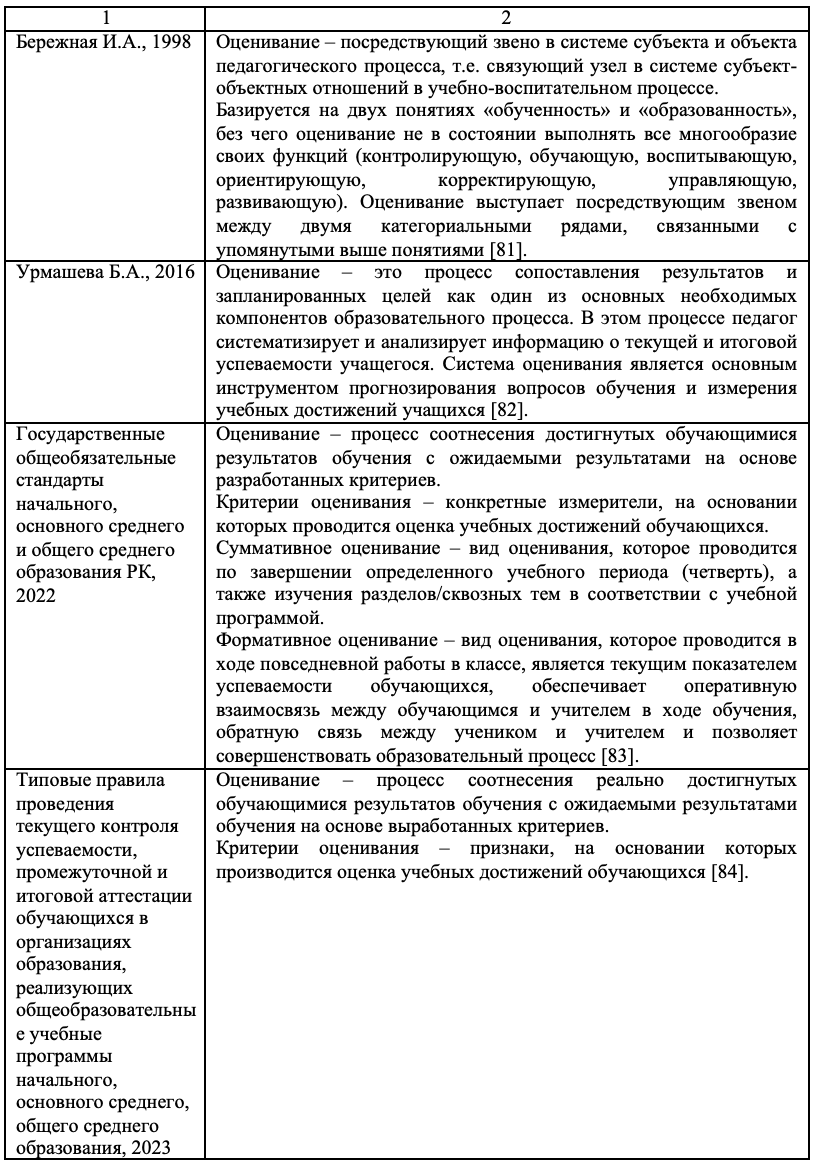 1
2
Бережная И.А., 1998
Оценивание – посредствующий звено в системе субъекта и объекта
педагогического процесса, т.е. связующий узел в системе субъект-
объектных отношений в учебно-воспитательном процессе.
Базируется на двух понятиях «обученность» и «образованность»,
без чего оценивание не в состоянии выполнять все многообразие
своих функций (контролирующую, обучающую, воспитывающую,
ориентирующую, корректирующую, управляющую,
развивающую). Оценивание выступает посредствующим звеном
между двумя категориальными рядами, связанными с
упомянутыми выше понятиями [81].
Урмашева Б.А., 2016
Оценивание – это процесс сопоставления результатов и
запланированных целей как один из основных необходимых
компонентов образовательного процесса. В этом процессе педагог
систематизирует и анализирует информацию о текущей и итоговой
успеваемости учащегося. Система оценивания является основным
инструментом прогнозирования вопросов обучения и измерения
учебных достижений учащихся [82].
Государственные
общеобязательные
стандарты
начального,
основного среднего
и общего среднего
образования РК,
2022
Оценивание – процесс соотнесения достигнутых обучающимися
результатов обучения с ожидаемыми результатами на основе
разработанных критериев.
Критерии оценивания – конкретные измерители, на основании
которых проводится оценка учебных достижений обучающихся.
Суммативное оценивание – вид оценивания, которое проводится
по завершении определенного учебного периода (четверть), а
также изучения разделов/сквозных тем в соответствии с учебной
программой.
Формативное оценивание – вид оценивания, которое проводится в
ходе повседневной работы в классе, является текущим показателем
успеваемости обучающихся, обеспечивает оперативную
взаимосвязь между обучающимся и учителем в ходе обучения,
обратную связь между учеником и учителем и позволяет
совершенствовать образовательный процесс [83].
Типовые правила
проведения
текущего контроля
успеваемости,
промежуточной и
итоговой аттестации
обучающихся в
организациях
образования,
реализующих
общеобразовательны
е учебные
программы
начального,
основного среднего,
общего среднего
образования, 2023
Оценивание – процесс соотнесения реально достигнутых
обучающимися результатов обучения с ожидаемыми результатами
обучения на основе выработанных критериев.
Критерии оценивания – признаки, на основании которых
производится оценка учебных достижений обучающихся [84].